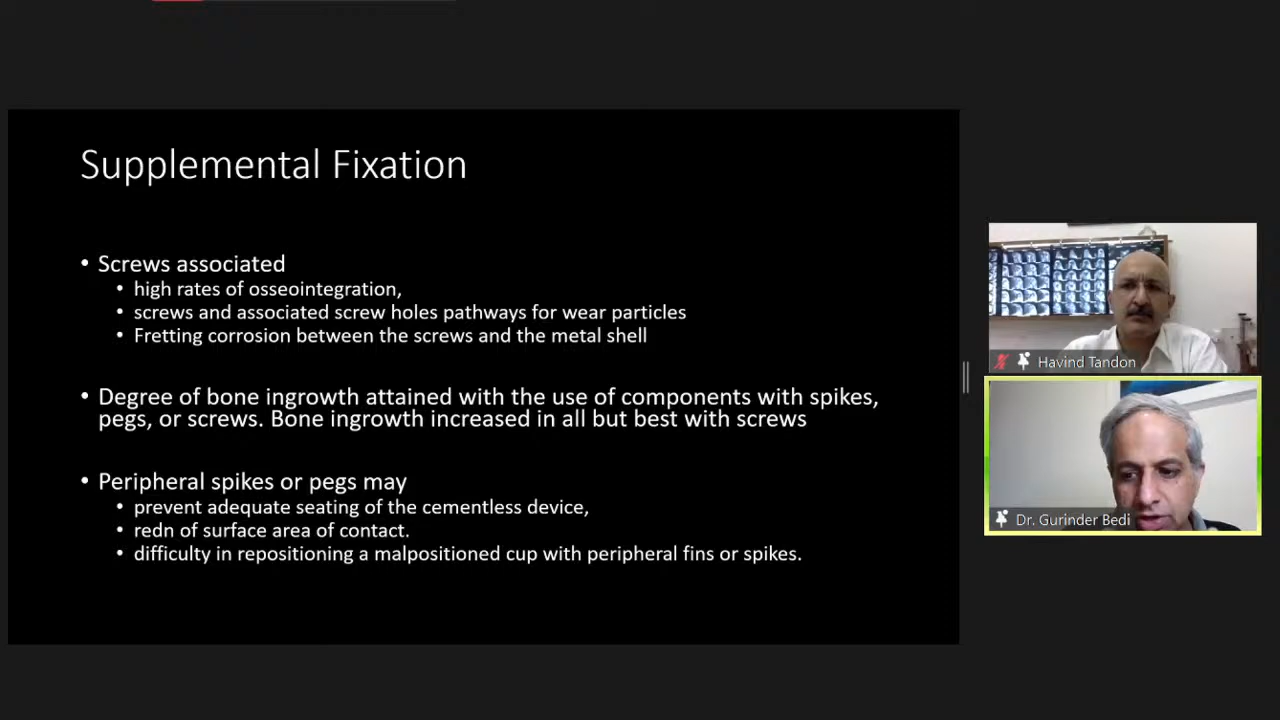 Supplemental Fixation
• Screws associated
• high rates of osseointegration,
• screws and associated screw holes pathways for wear particles
• Fretting corrosion between the screws and the metal shell
• Degree of bone ingrowth attained with the use of components with spikes,
pegs, or screws. Bone ingrowth increased in all but best with screws
• Peripheral spikes or pegs may
• prevent adequate seating of the cementless device,
• redn of surface area of contact.
• difficulty in repositioning a malpositioned cup with peripheral fins or spikes.
Havind Tandon
Dr. Gurinder Bedi